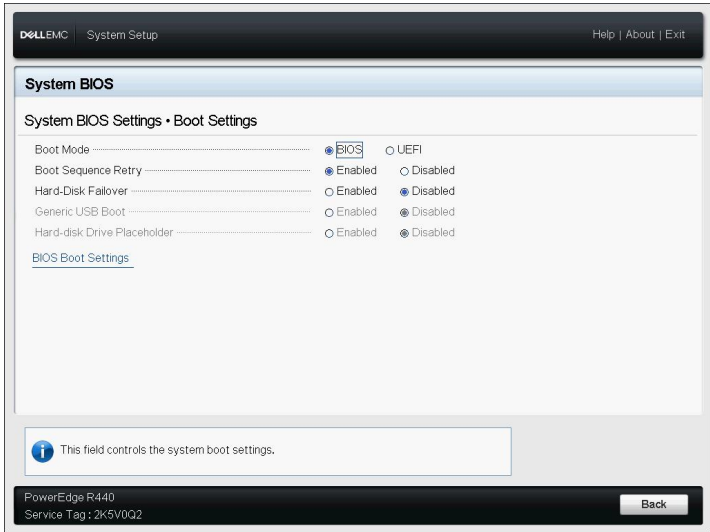 DELLEMC System Setup Help | About | Exit
System BIOS
System BIOS Settings • Boot Settings
Boot Mode BIOS UEFI
Boot Sequence Retry Enabled Disabled
Hard-Disk Failover Enabled Disabled
Generic USB Boot Enabled Disabled
Hard-disk Drive Placeholder Enabled Disabled
BIOS Boot Settings
This field controls the system boot settings.
PowerEdge R440
Service Tag : 2K5V0Q2
Back